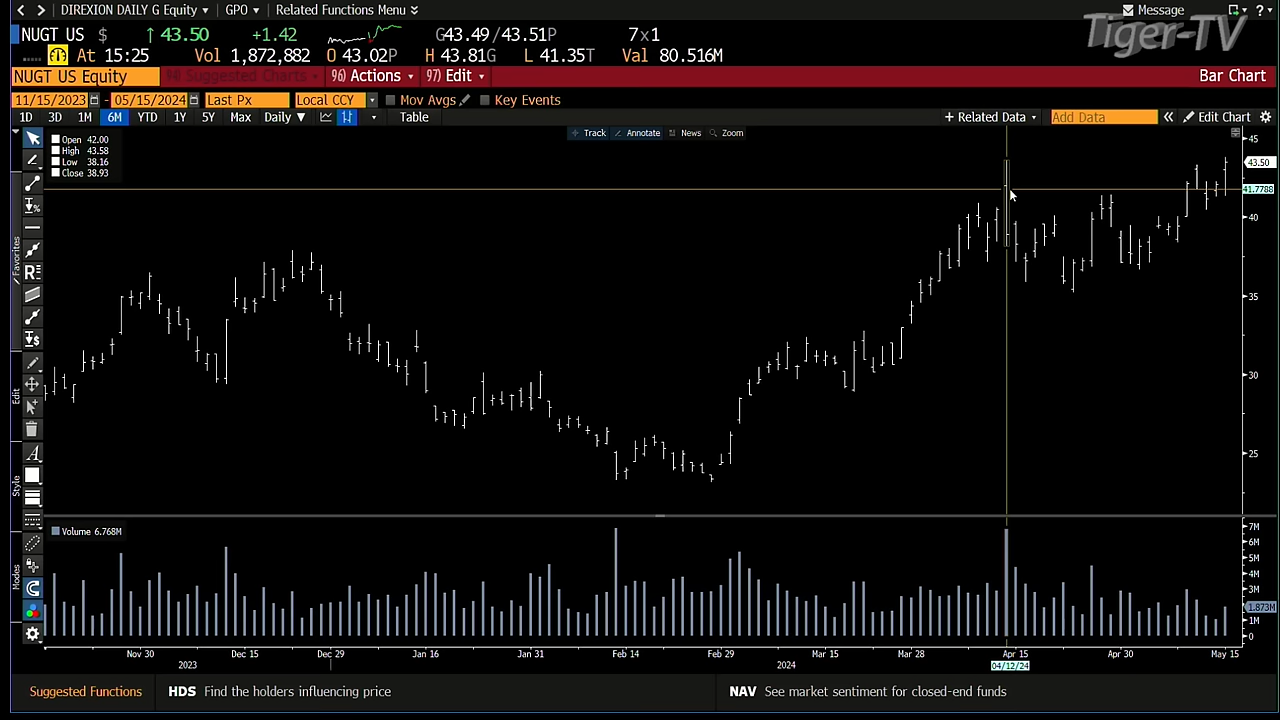 DIREXION DAILY G Equity GPO Related Functions Menu Message ?
Tiger-TV
NUGT US $ ↑ 43.50 +1.42 G43.49/43.51P 7x1
At 15:25 Vol 1,872,882 O 43.02P H 43.81G L 41.35T Val 80.516M
NUGT US Equity 94) Suggested Charts 96) Actions 97) Edit Bar Chart
11/15/2023 - 05/15/2024 Last Px Local CCY Mov Avgs Key Events
1D 3D 1M 6M YTD 1Y 5Y Max Daily ▼ Table + Related Data Add Data « Edit Chart
Track Annotate News Zoom
Open 42.00
High 43.58
Low 38.16
Close 38.93
45
43.50
41.7788
40
35
30
25
Favorites
Edit
Style
Modes
Volume 6.768M
7M
5M
4M
3M
1.873M
1M
0
Nov 30 Dec 15 Dec 29 Jan 16 Jan 31 Feb 14 Feb 29 Mar 15 Mar 28 Apr 15 Apr 30 May 15
2023 2024 04/12/24
Suggested Functions HDS Find the holders influencing price NAV See market sentiment for closed-end funds